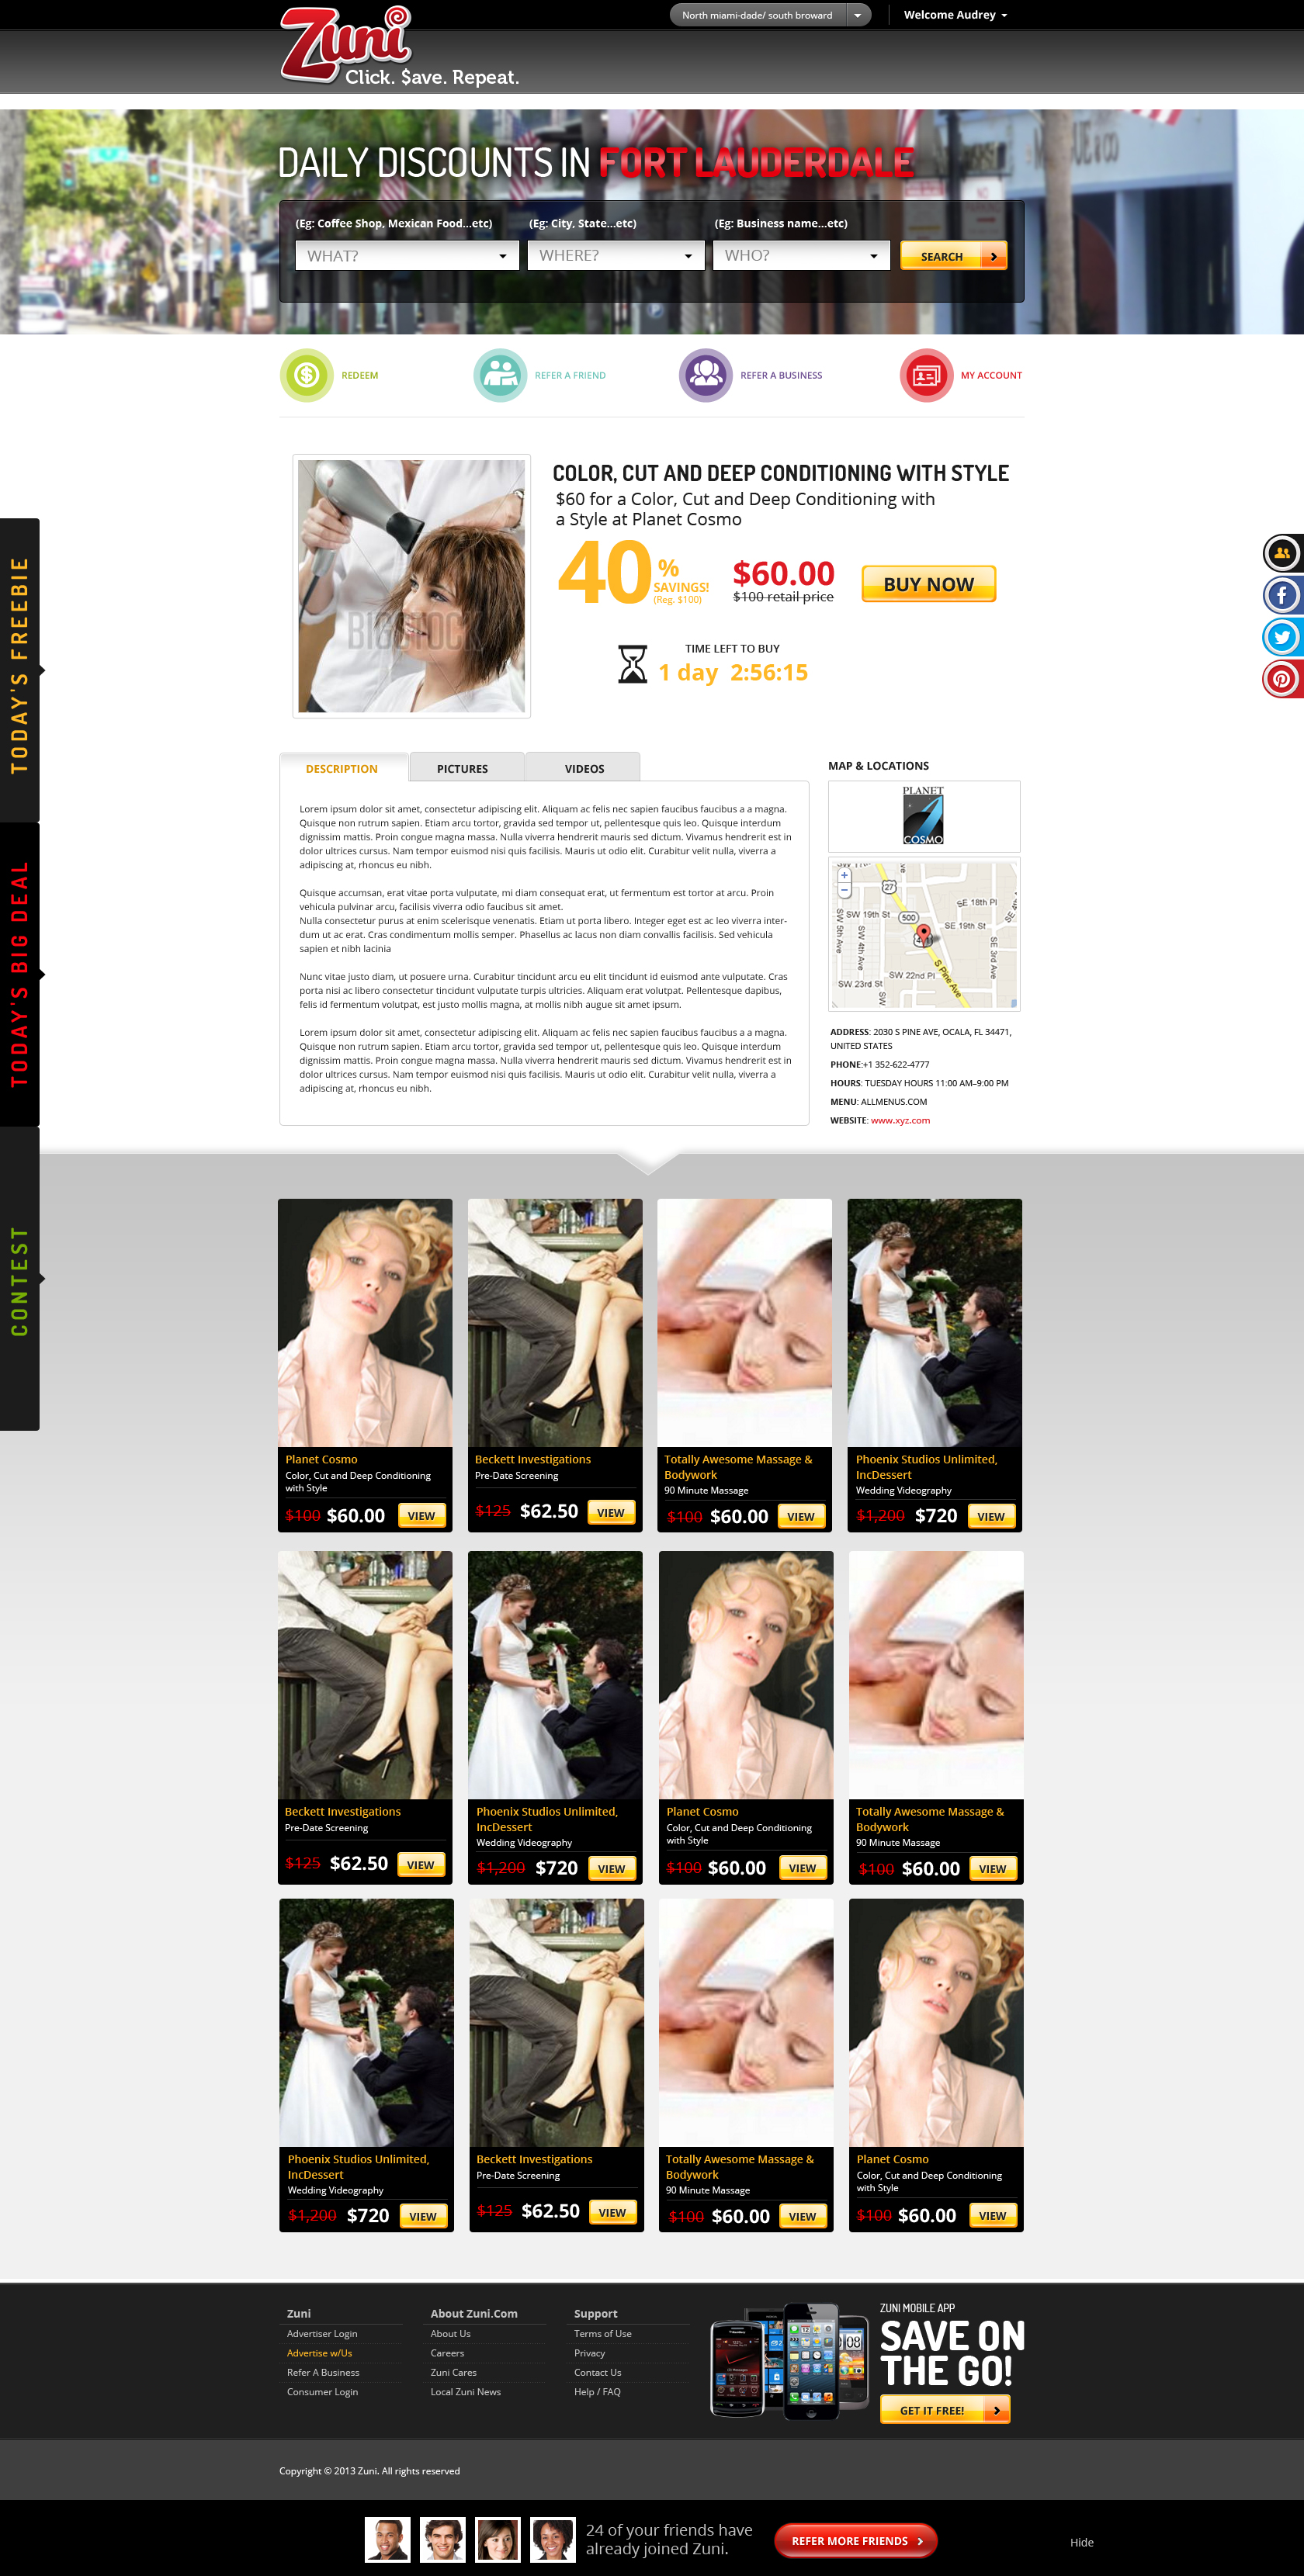 North miami-dade/ south broward
Welcome Audrey
Zuni
Click. $ave. Repeat.
DAILY DISCOUNTS IN FORT LAUDERDALE
(Eg: Coffee Shop, Mexican Food...etc)
(Eg: City, State...etc)
(Eg: Business name...etc)
WHAT?
WHERE?
WHO?
SEARCH
REDEEM
REFER A FRIEND
REFER A BUSINESS
MY ACCOUNT
TODAY'S FREEBIE
TODAY'S BIG DEAL
CONTEST
BIGSTOCK
COLOR, CUT AND DEEP CONDITIONING WITH STYLE
$60 for a Color, Cut and Deep Conditioning with
a Style at Planet Cosmo
40 %
SAVINGS!
(Reg. $100)
$60.00
$100 retail price
BUY NOW
TIME LEFT TO BUY
1 day 2:56:15
DESCRIPTION
PICTURES
VIDEOS
Lorem ipsum dolor sit amet, consectetur adipiscing elit. Aliquam ac felis nec sapien faucibus faucibus a a magna.
Quisque non rutrum sapien. Etiam arcu tortor, gravida sed tempor ut, pellentesque quis leo. Quisque interdum
dignissim mattis. Proin congue magna massa. Nulla viverra hendrerit mauris sed dictum. Vivamus hendrerit est in
dolor ultrices cursus. Nam tempor euismod nisi quis facilisis. Mauris ut odio elit. Curabitur velit nulla, viverra a
adipiscing at, rhoncus eu nibh.
Quisque accumsan, erat vitae porta vulputate, mi diam consequat erat, ut fermentum est tortor at arcu. Proin
vehicula pulvinar arcu, facilisis viverra odio faucibus sit amet.
Nulla consectetur purus at enim scelerisque venenatis. Etiam ut porta libero. Integer eget est ac leo viverra inter-
dum ut ac erat. Cras condimentum mollis semper. Phasellus ac lacus non diam convallis facilisis. Sed vehicula
sapien et nibh lacinia
Nunc vitae justo diam, ut posuere urna. Curabitur tincidunt arcu eu elit tincidunt id euismod ante vulputate. Cras
porta nisi ac libero consectetur tincidunt vulputate turpis ultricies. Aliquam erat volutpat. Pellentesque dapibus,
felis id fermentum volutpat, est justo mollis magna, at mollis nibh augue sit amet ipsum.
Lorem ipsum dolor sit amet, consectetur adipiscing elit. Aliquam ac felis nec sapien faucibus faucibus a a magna.
Quisque non rutrum sapien. Etiam arcu tortor, gravida sed tempor ut, pellentesque quis leo. Quisque interdum
dignissim mattis. Proin congue magna massa. Nulla viverra hendrerit mauris sed dictum. Vivamus hendrerit est in
dolor ultrices cursus. Nam tempor euismod nisi quis facilisis. Mauris ut odio elit. Curabitur velit nulla, viverra a
adipiscing at, rhoncus eu nibh.
MAP & LOCATIONS
PLANET
COSMO
27
SE 18th Pl
SW 19th St
500
SE 19th St
SW 5th Ave
SW 4th Ave
SE 3rd Ave
SW 22nd Pl
S Pine Ave
SW 23rd St
SW
ADDRESS: 2030 S PINE AVE, OCALA, FL 34471,
UNITED STATES
PHONE:+1 352-622-4777
HOURS: TUESDAY HOURS 11:00 AM–9:00 PM
MENU: ALLMENUS.COM
WEBSITE: www.xyz.com
Planet Cosmo
Color, Cut and Deep Conditioning
with Style
$100 $60.00 VIEW
Beckett Investigations
Pre-Date Screening
$125 $62.50 VIEW
Totally Awesome Massage &
Bodywork
90 Minute Massage
$100 $60.00 VIEW
Phoenix Studios Unlimited,
IncDessert
Wedding Videography
$1,200 $720 VIEW
Beckett Investigations
Pre-Date Screening
$125 $62.50 VIEW
Phoenix Studios Unlimited,
IncDessert
Wedding Videography
$1,200 $720 VIEW
Planet Cosmo
Color, Cut and Deep Conditioning
with Style
$100 $60.00 VIEW
Totally Awesome Massage &
Bodywork
90 Minute Massage
$100 $60.00 VIEW
Phoenix Studios Unlimited,
IncDessert
Wedding Videography
$1,200 $720 VIEW
Beckett Investigations
Pre-Date Screening
$125 $62.50 VIEW
Totally Awesome Massage &
Bodywork
90 Minute Massage
$100 $60.00 VIEW
Planet Cosmo
Color, Cut and Deep Conditioning
with Style
$100 $60.00 VIEW
Zuni
Advertiser Login
Advertise w/Us
Refer A Business
Consumer Login
About Zuni.Com
About Us
Careers
Zuni Cares
Local Zuni News
Support
Terms of Use
Privacy
Contact Us
Help / FAQ
ZUNI MOBILE APP
SAVE ON
THE GO!
GET IT FREE!
Copyright © 2013 Zuni. All rights reserved
24 of your friends have
already joined Zuni.
REFER MORE FRIENDS
Hide